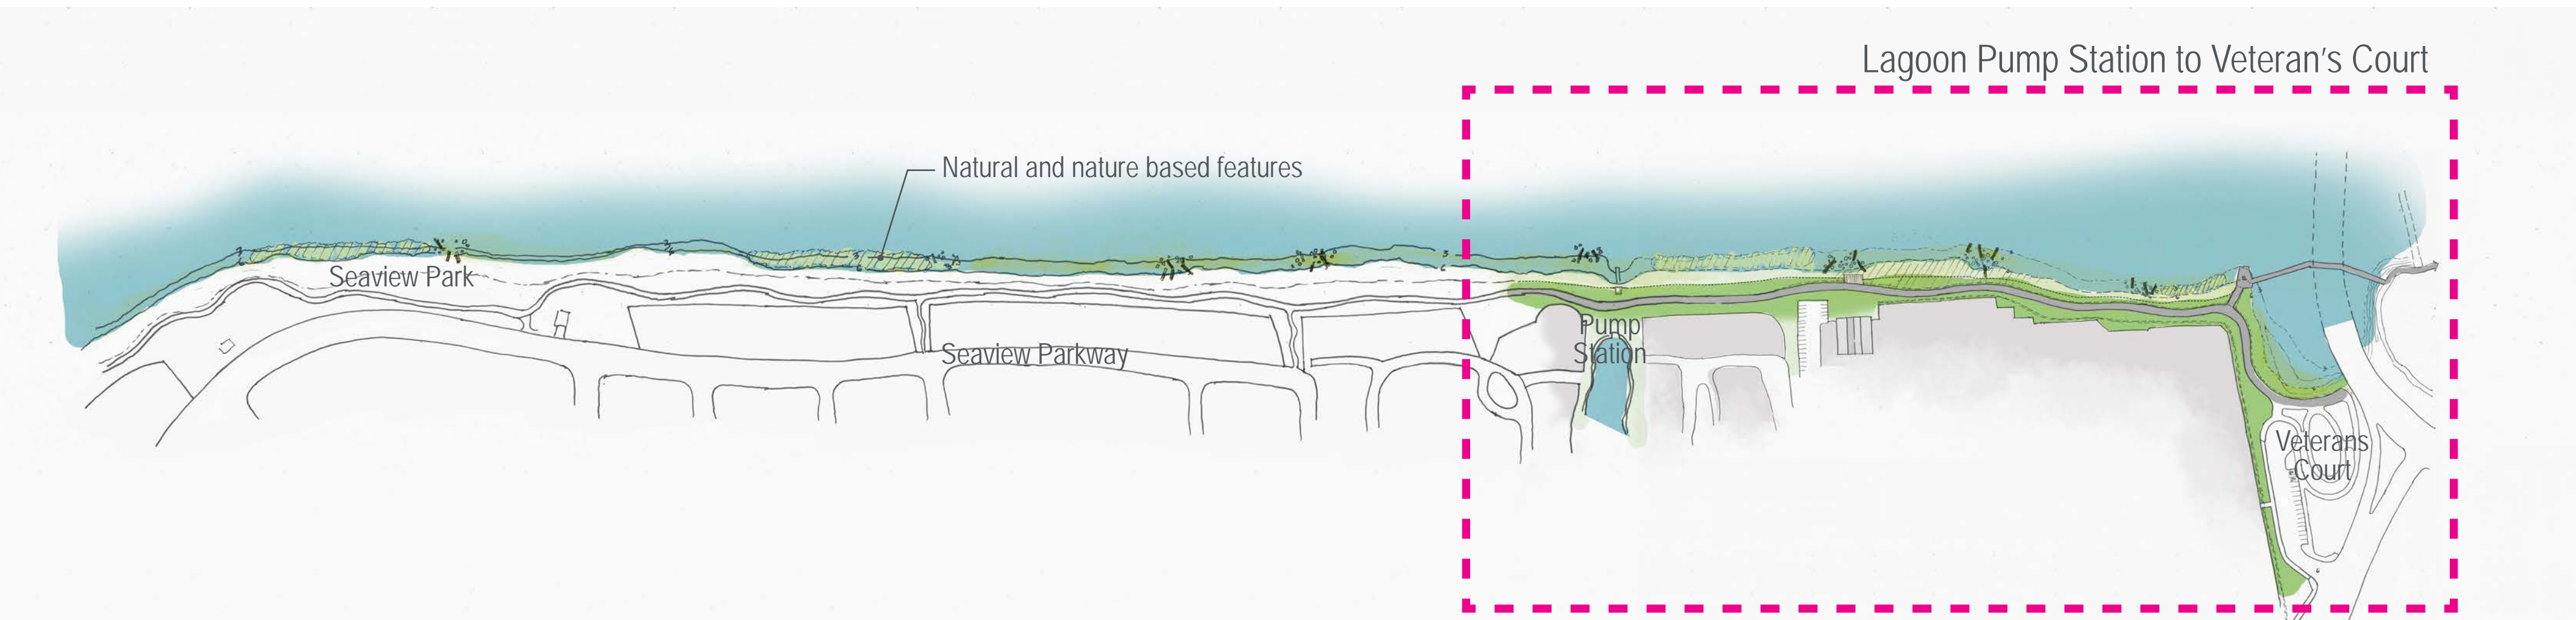 Lagoon Pump Station to Veteran's Court
Natural and nature based features
Seaview Park
Pump
Station
Seaview Parkway
Veterans
Court